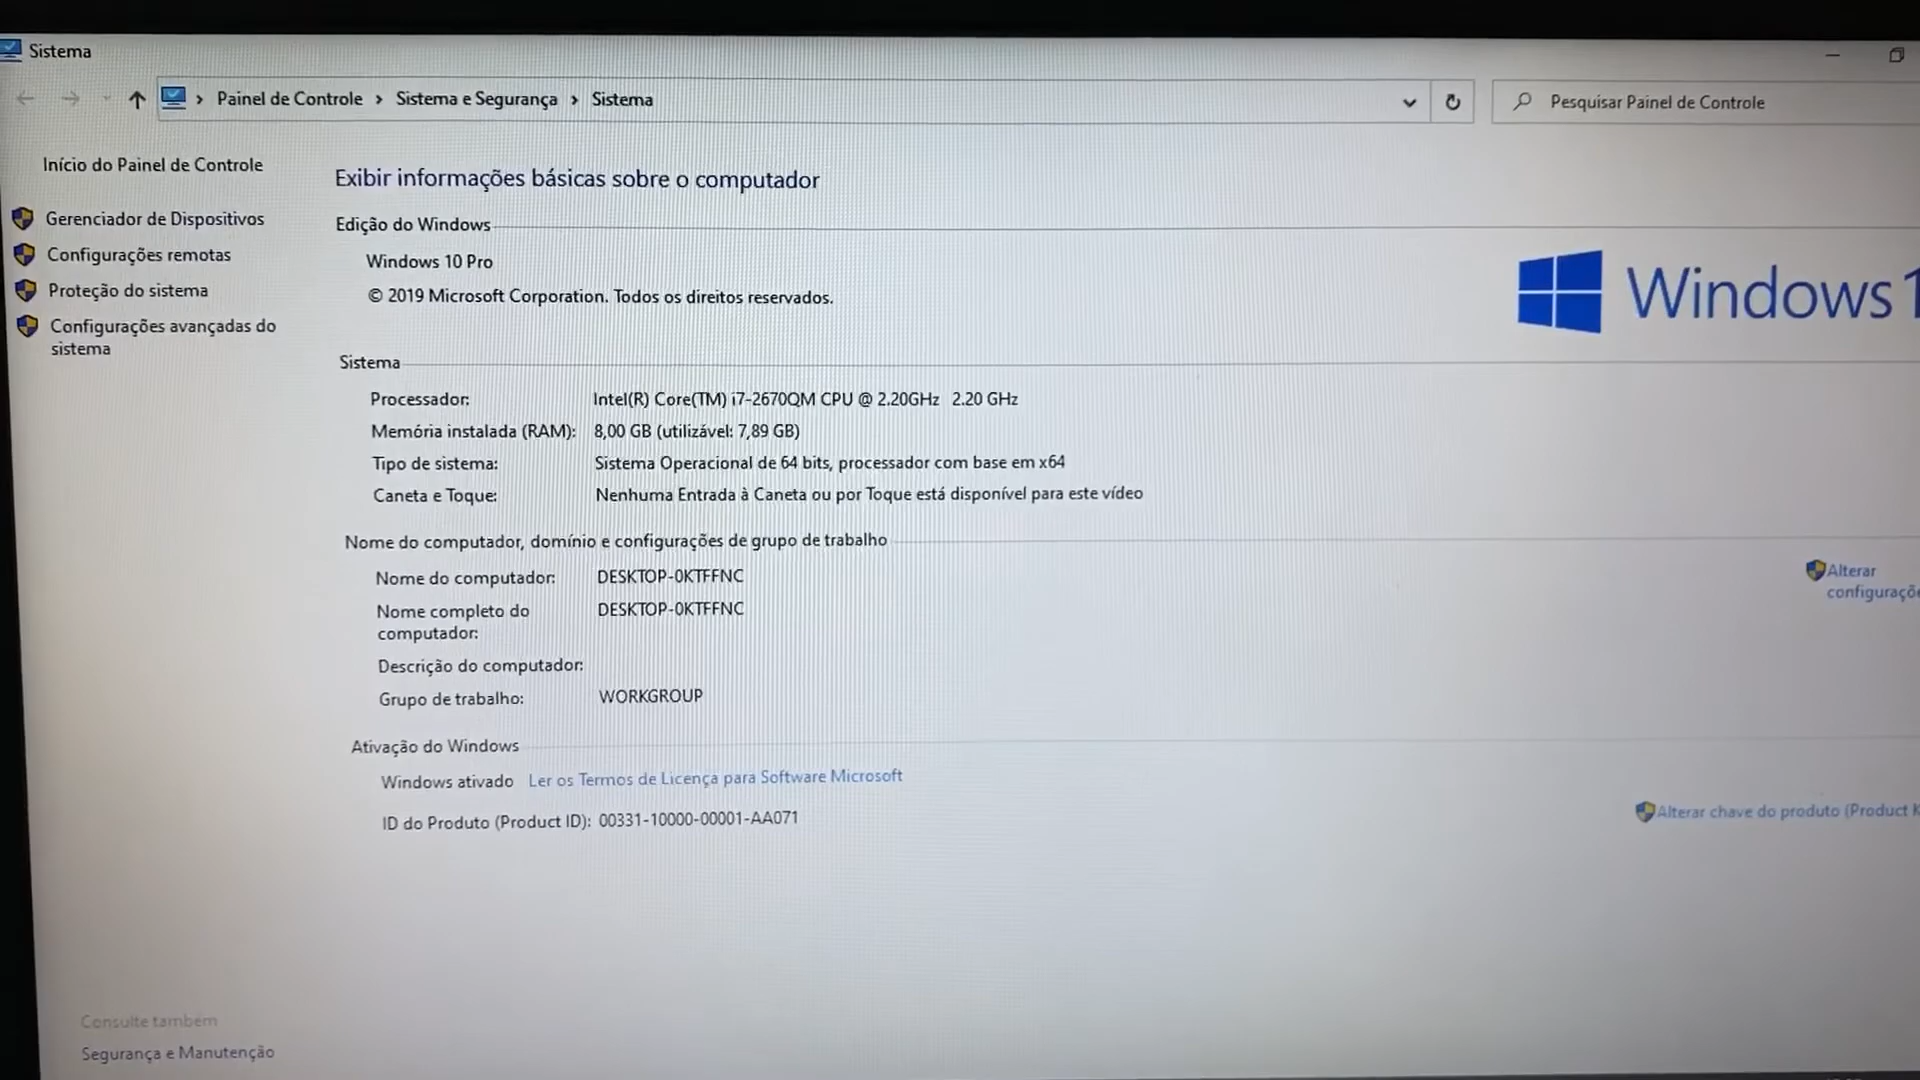 Sistema
Painel de Controle › Sistema e Segurança › Sistema
Pesquisar Painel de Controle
Início do Painel de Controle
Gerenciador de Dispositivos
Configurações remotas
Proteção do sistema
Configurações avançadas do
sistema
Exibir informações básicas sobre o computador
Edição do Windows
Windows 10 Pro
© 2019 Microsoft Corporation. Todos os direitos reservados.
Windows 1
Sistema
Processador: Intel(R) Core(TM) i7-2670QM CPU @ 2.20GHz 2.20 GHz
Memória instalada (RAM): 8,00 GB (utilizável: 7,89 GB)
Tipo de sistema: Sistema Operacional de 64 bits, processador com base em x64
Caneta e Toque: Nenhuma Entrada à Caneta ou por Toque está disponível para este vídeo
Nome do computador, domínio e configurações de grupo de trabalho
Nome do computador: DESKTOP-0KTFFNC
Nome completo do
computador:
DESKTOP-0KTFFNC
Descrição do computador:
Grupo de trabalho: WORKGROUP
Alterar
configuraçõe
Ativação do Windows
Windows ativado Ler os Termos de Licença para Software Microsoft
ID do Produto (Product ID): 00331-10000-00001-AA071
Alterar chave do produto (Product K
Consulte também
Segurança e Manutenção